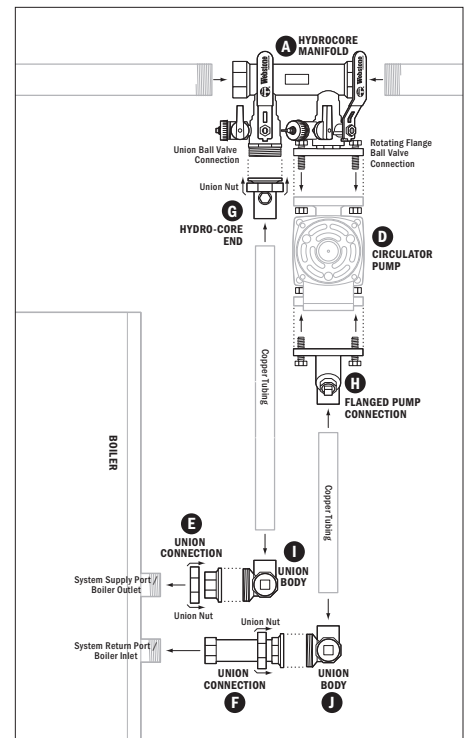 A
HYDROCORE
MANIFOLD
Webstone
Webstone
Union Ball Valve
Connection
Rotating Flange
Ball Valve
Connection
Union Nut
G
HYDRO-CORE
END
D
CIRCULATOR
PUMP
Copper Tubing
H
FLANGED PUMP
CONNECTION
Copper Tubing
BOILER
E
UNION
CONNECTION
I
UNION
BODY
System Supply Port /
Boiler Outlet
Union Nut
Union Nut
System Return Port /
Boiler Inlet
UNION
CONNECTION
F
UNION
BODY
J